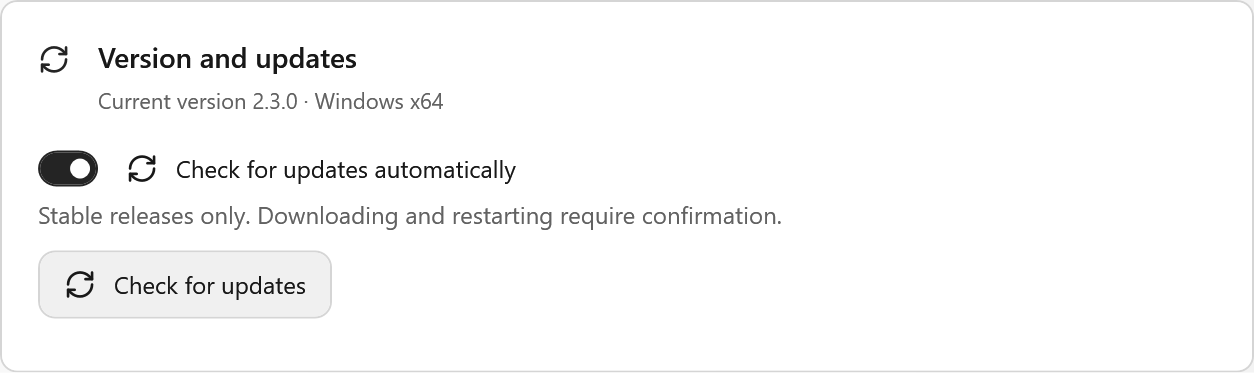 Version and updates
Current version 2.3.0 · Windows x64
Check for updates automatically
Stable releases only. Downloading and restarting require confirmation.
Check for updates